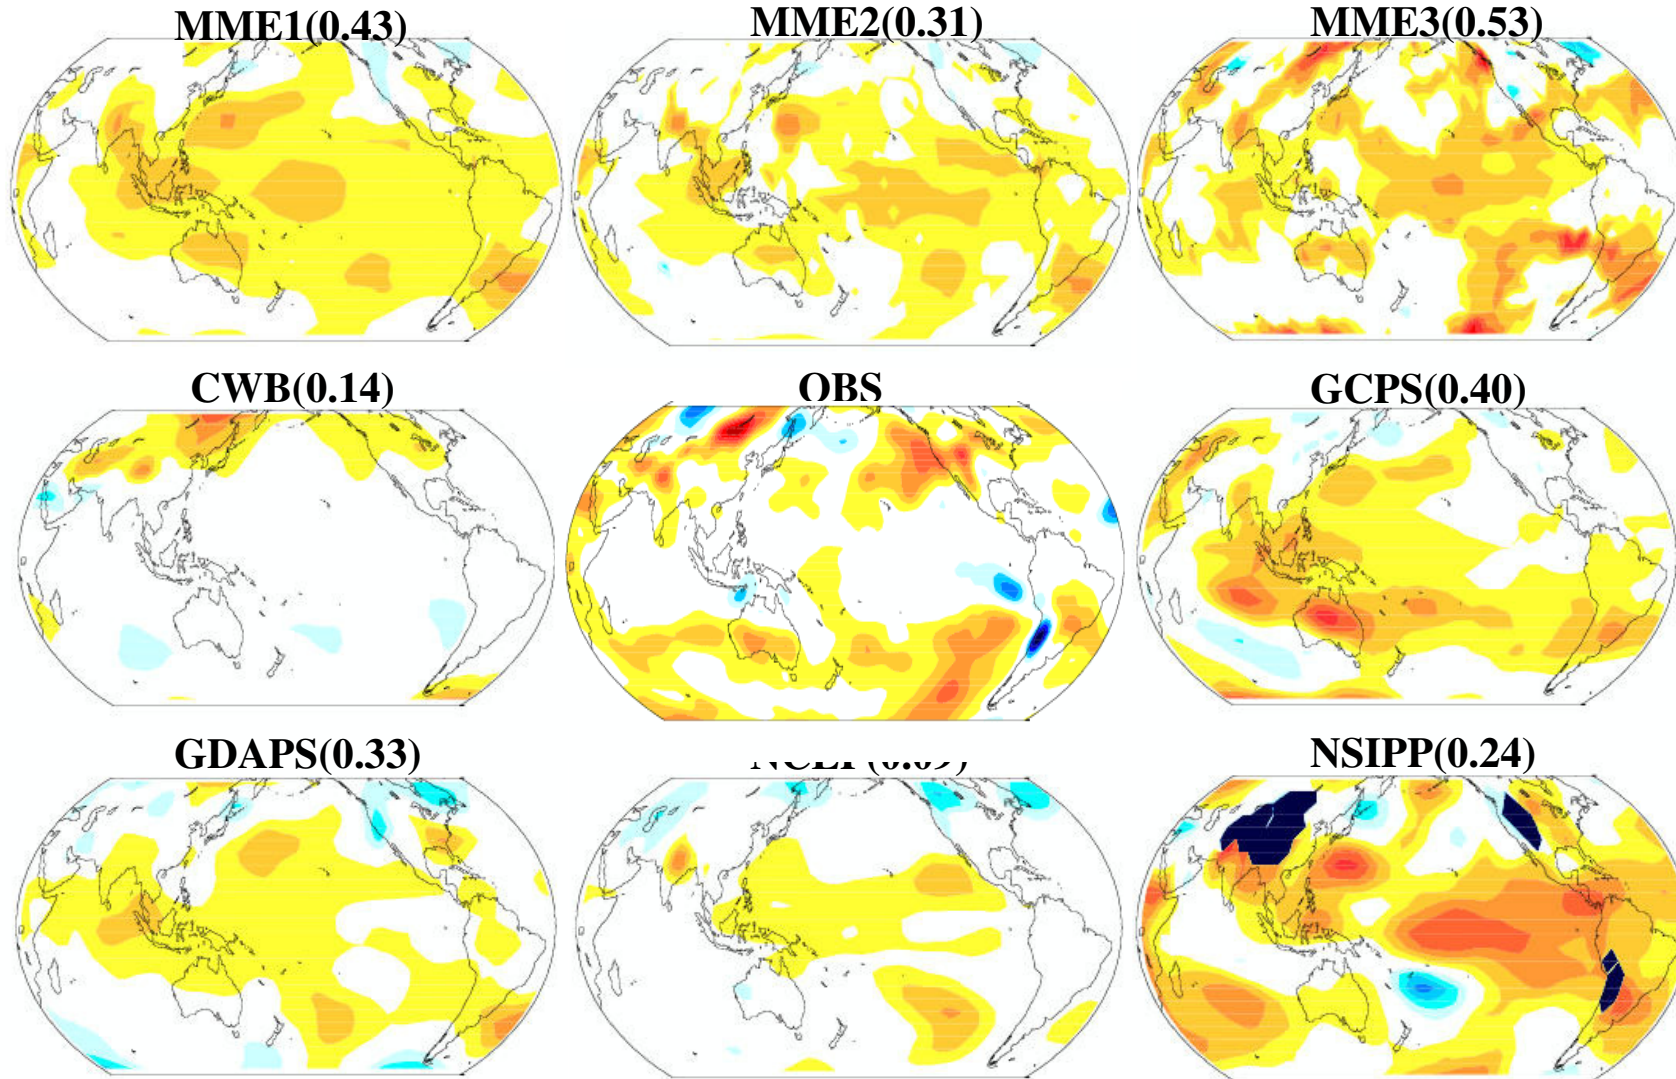 MME1(0.43)
MME2(0.31)
MME3(0.53)
CWB(0.14)
OBS
GCPS(0.40)
GDAPS(0.33)
NSIPP(0.24)